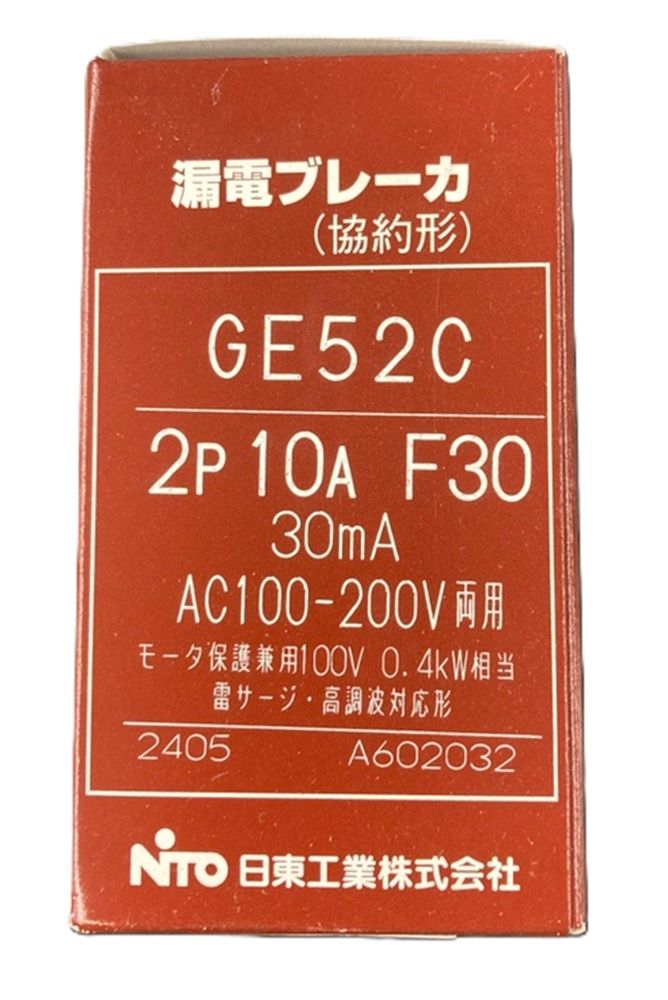 漏電ブレーカ
(協約形)
GE52C
2P 10A F30
30mA
AC100-200V両用
モータ保護兼用100V 0.4kW相当
雷サージ・高調波対応形
2405 A602032
NITO 日東工業株式会社